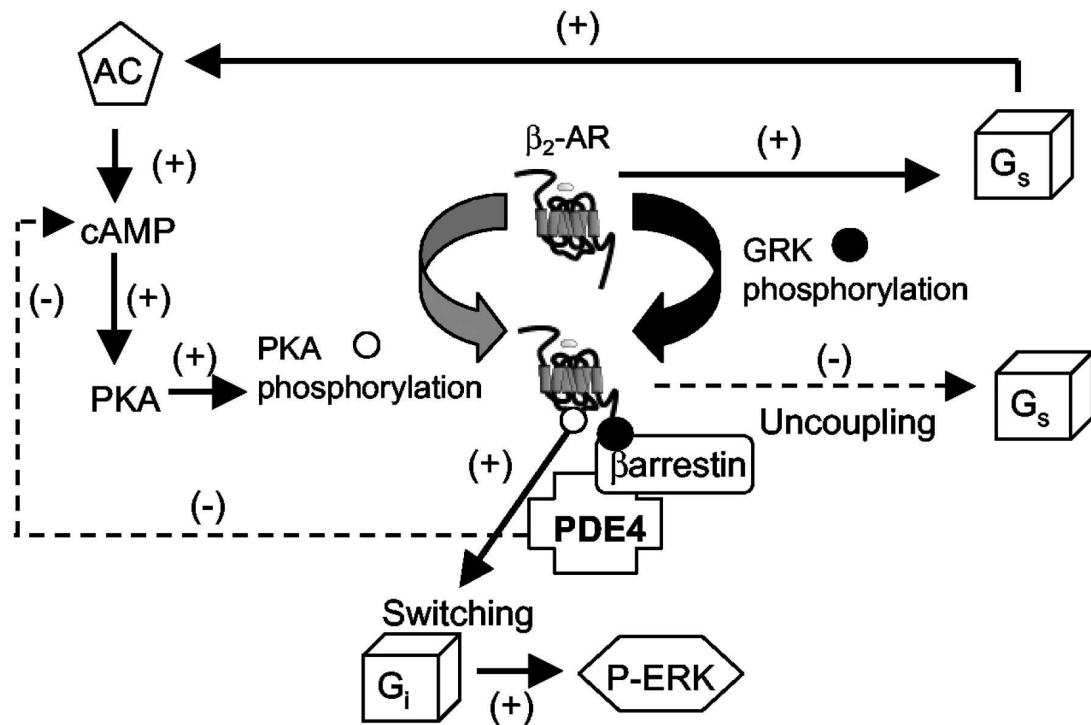 (+)
AC
β₂-AR
(+)
Gₛ
(+)
cAMP
GRK
phosphorylation
(-)
(+)
PKA
phosphorylation
(+)
PKA
(-)
Gₛ
Uncoupling
(+)
βarrestin
(-)
PDE4
Switching
Gᵢ
(+)
P-ERK